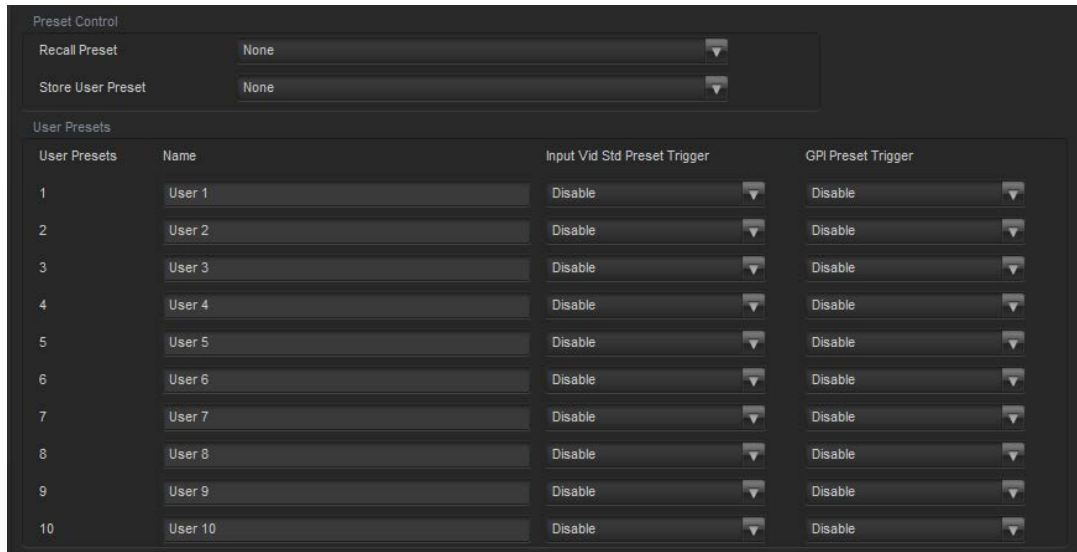 Preset Control
Recall Preset None
Store User Preset None
User Presets
User Presets Name Input Vid Std Preset Trigger GPI Preset Trigger
1 User 1 Disable Disable
2 User 2 Disable Disable
3 User 3 Disable Disable
4 User 4 Disable Disable
5 User 5 Disable Disable
6 User 6 Disable Disable
7 User 7 Disable Disable
8 User 8 Disable Disable
9 User 9 Disable Disable
10 User 10 Disable Disable